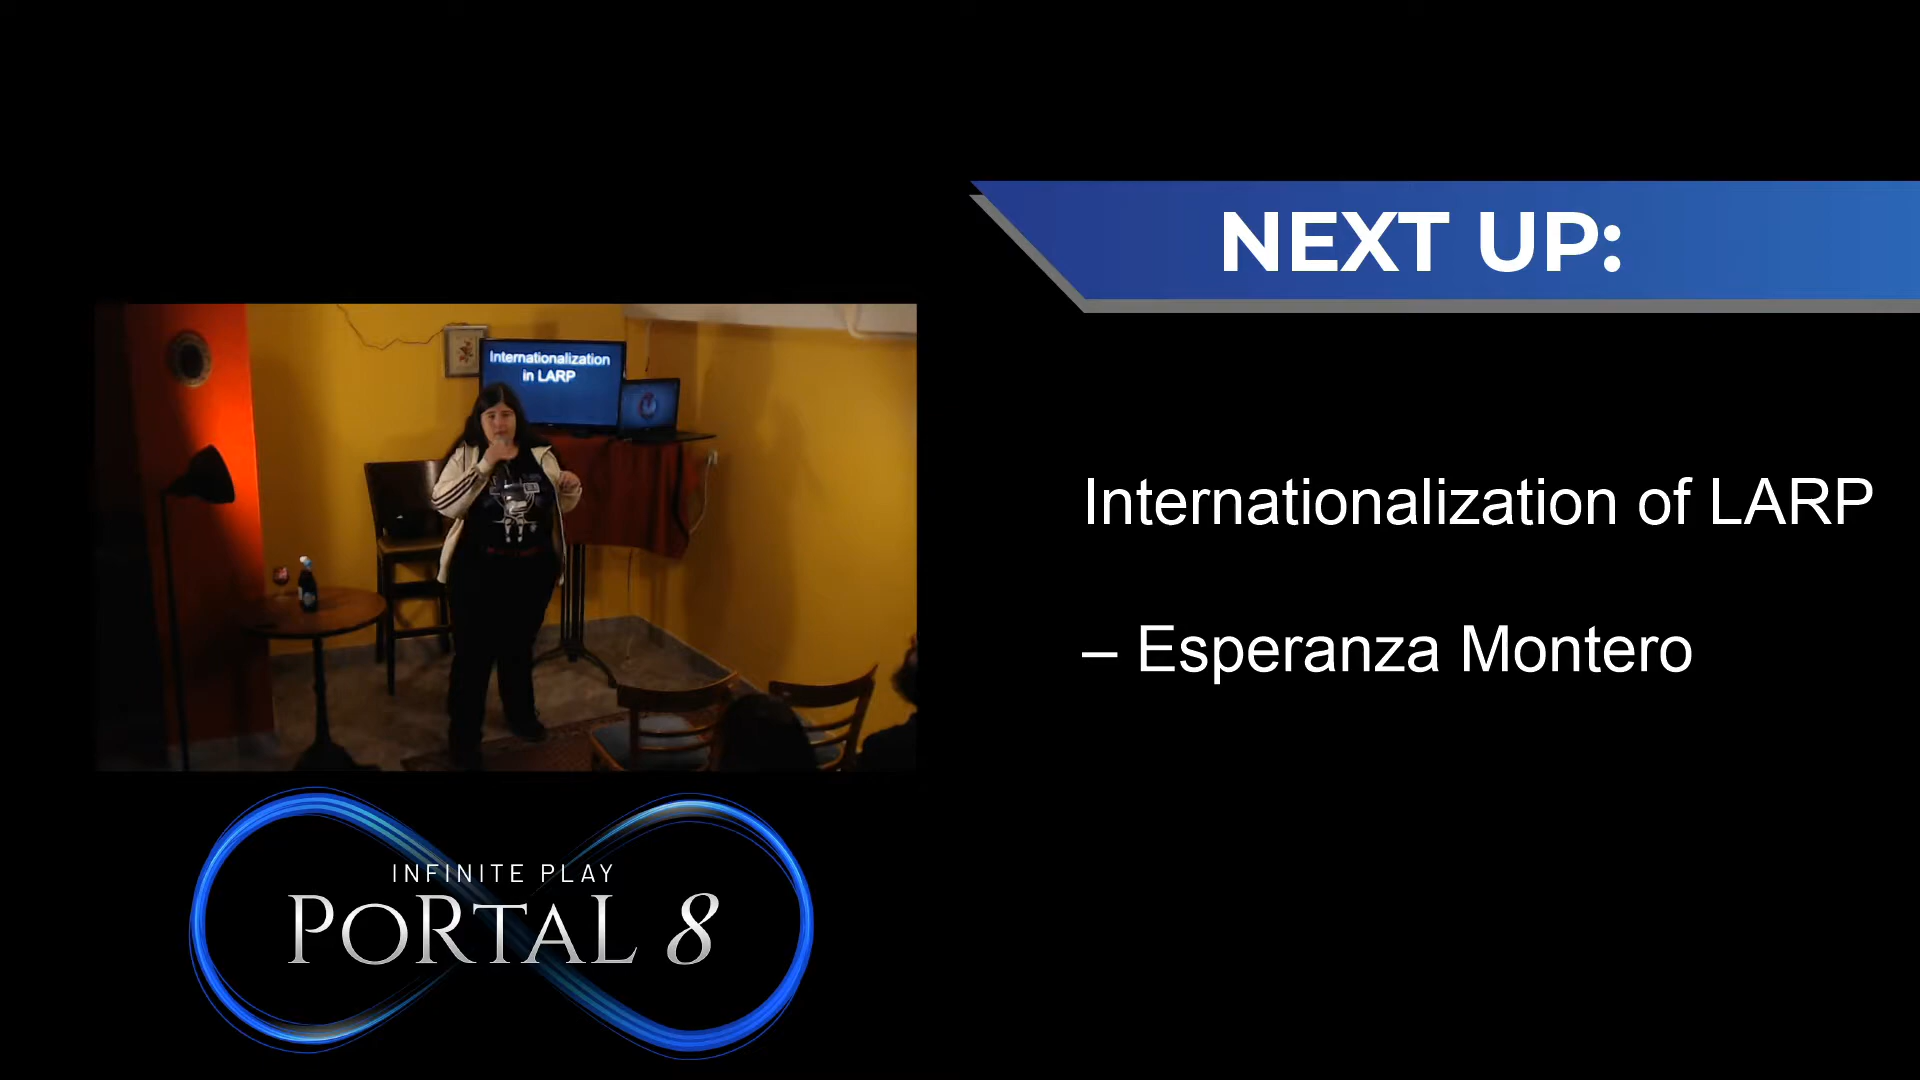 NEXT UP:
Internationalization
in LARP
Internationalization of LARP
– Esperanza Montero
INFINITE PLAY
PORTAL 8